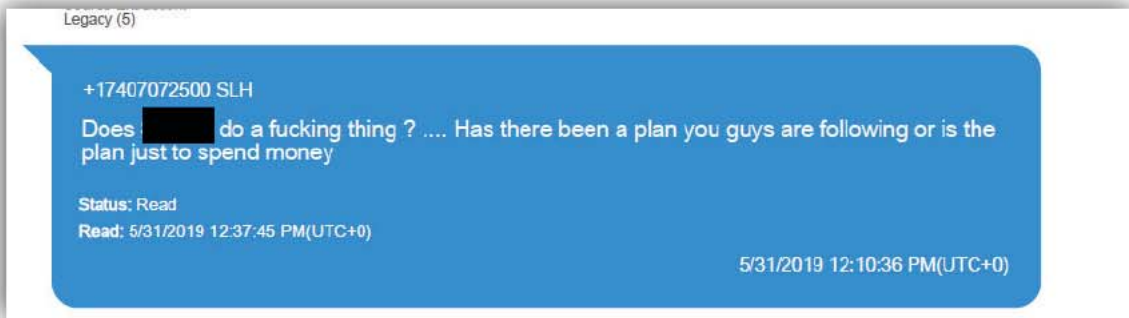 Legacy (5)
+17407072500 SLH
Does do a fucking thing ? .... Has there been a plan you guys are following or is the
plan just to spend money
Status: Read
Read: 5/31/2019 12:37:45 PM(UTC+0)
5/31/2019 12:10:36 PM(UTC+0)